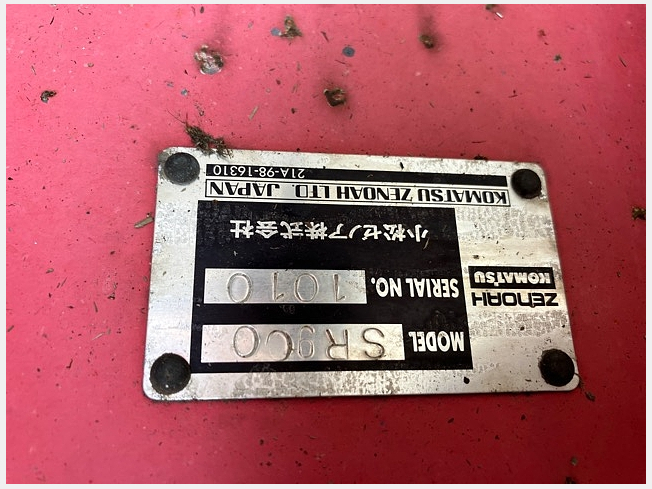 ZENOAH
KOMATSU
MODEL SR900
SERIAL NO. 1010
小松ゼノア株式会社
KOMATSU ZENOAH LTD. JAPAN
21A-98-16310